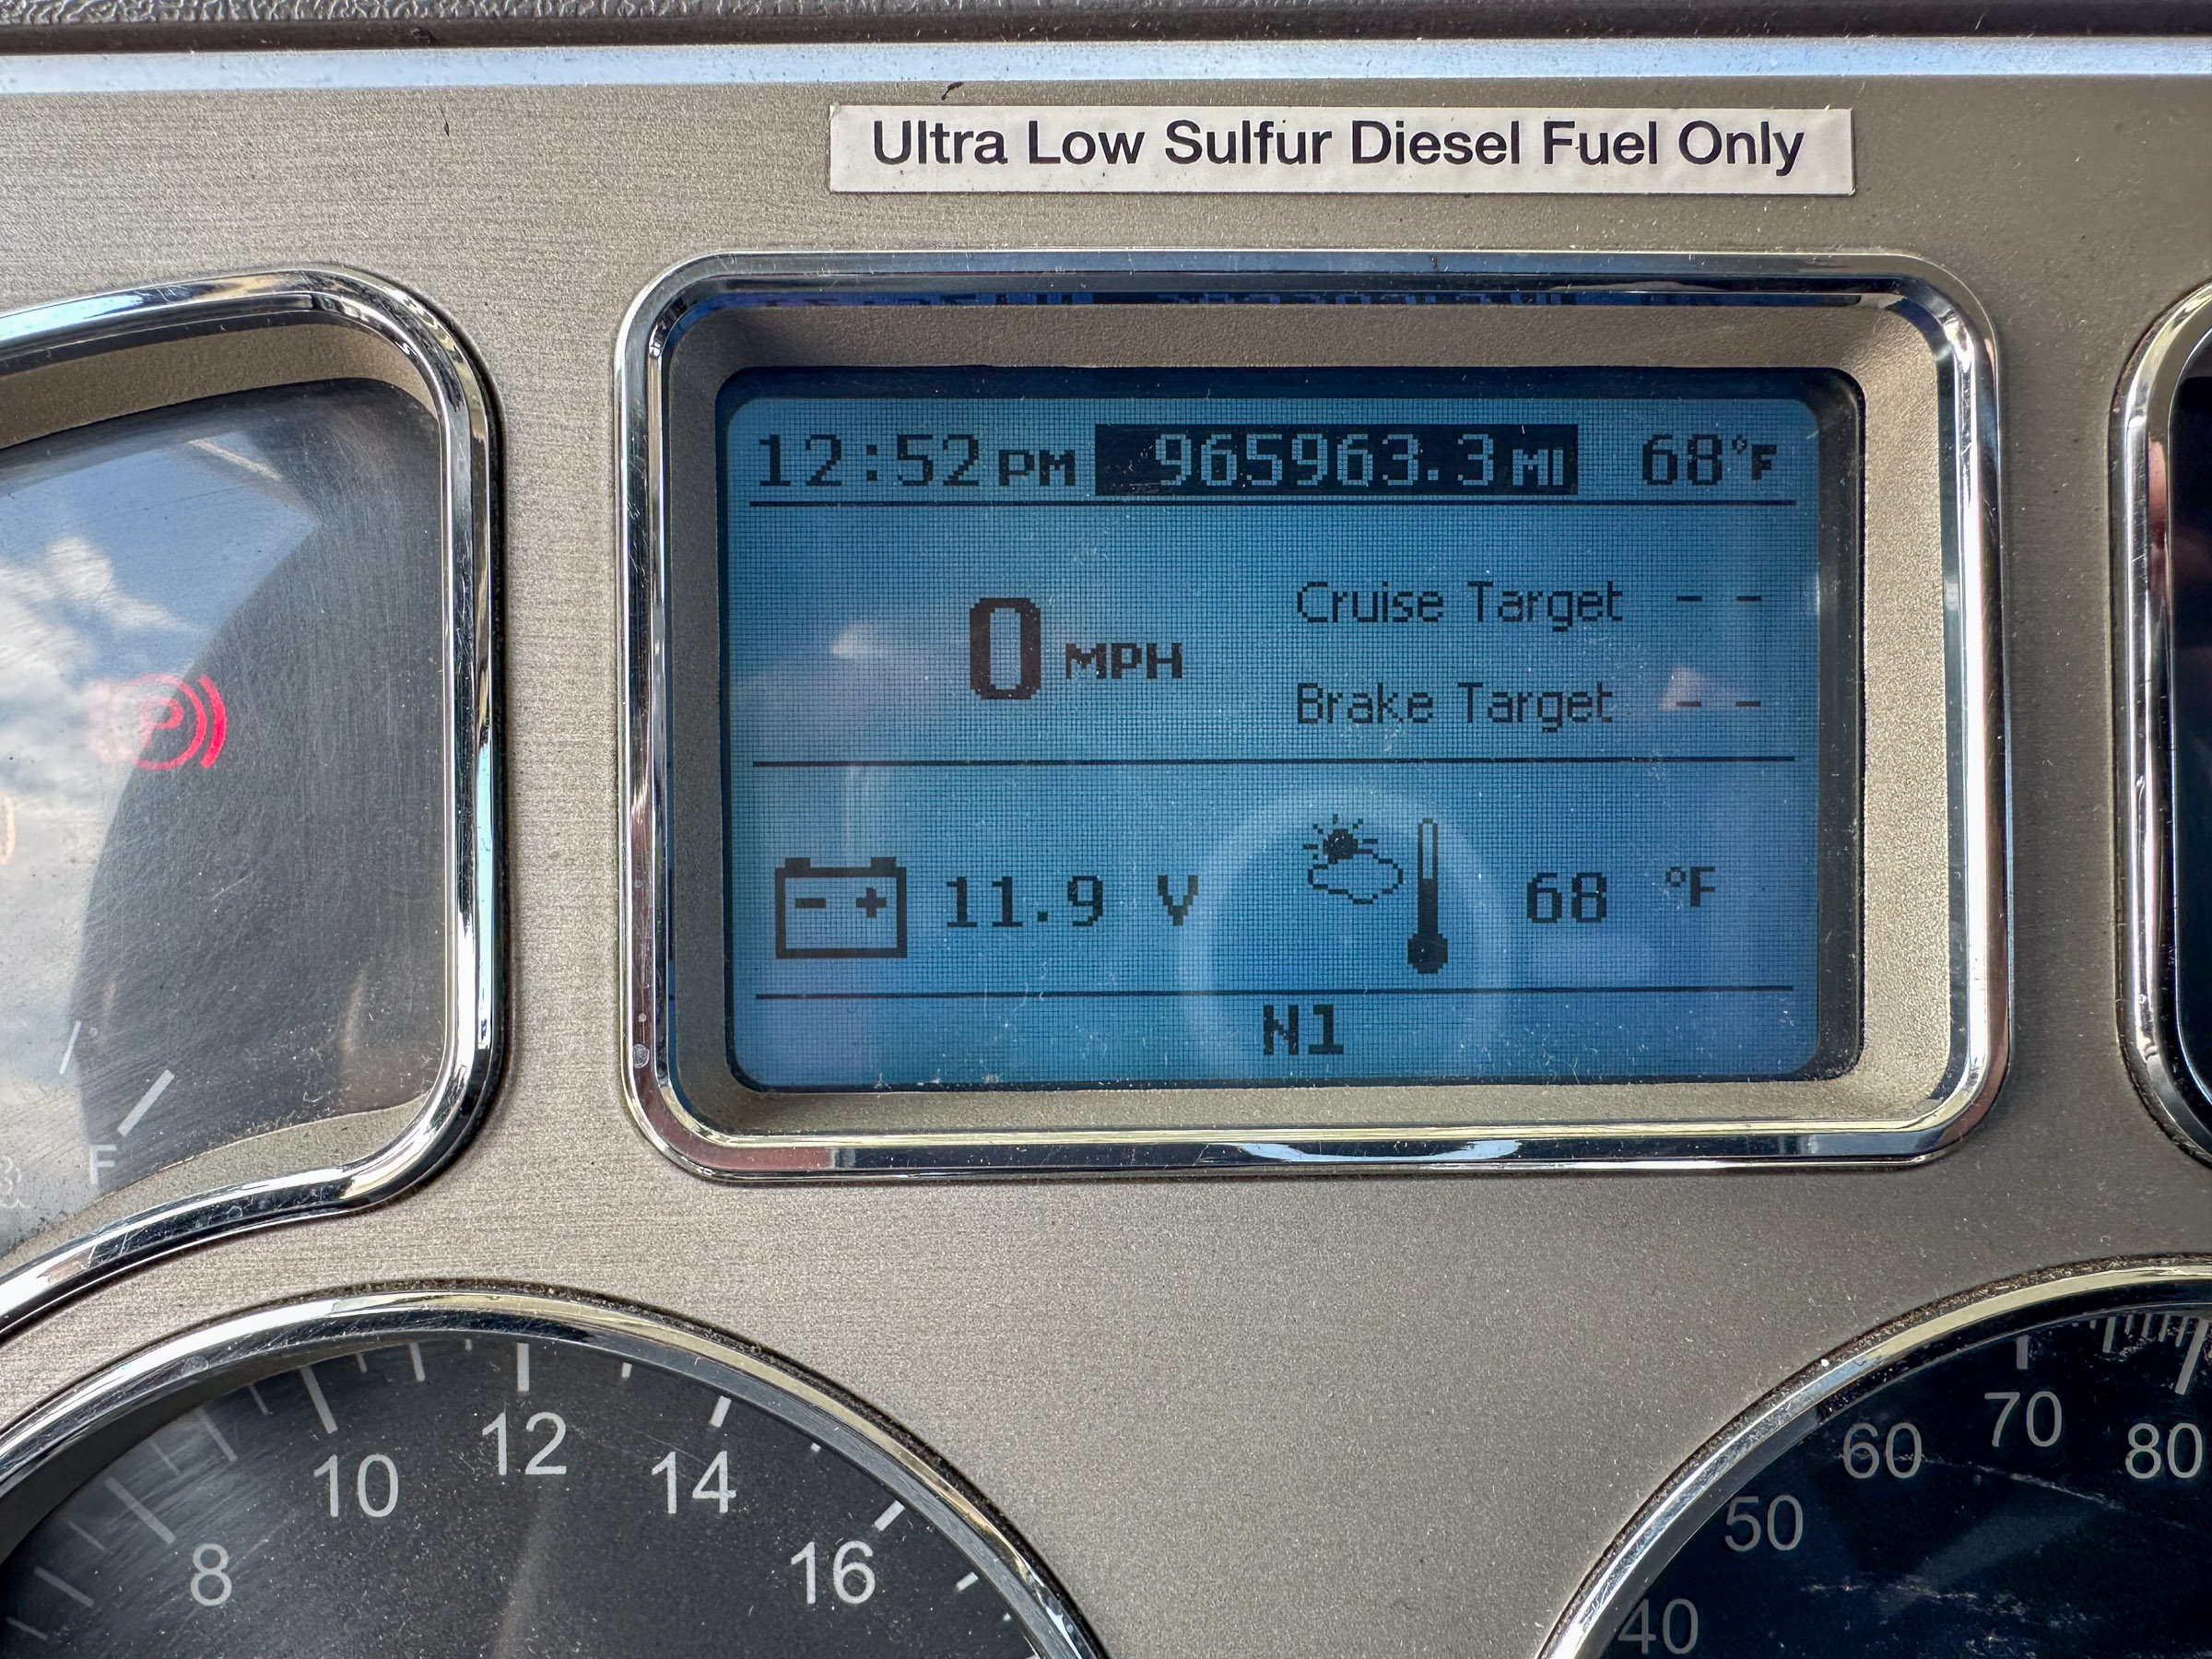 Ultra Low Sulfur Diesel Fuel Only
12:52 PM 965963.3 MI 68°F
0 MPH
Cruise Target - -
Brake Target - -
- + 11.9 V 68 °F
N1
P
F
8 10 12 14 16
40 50 60 70 80